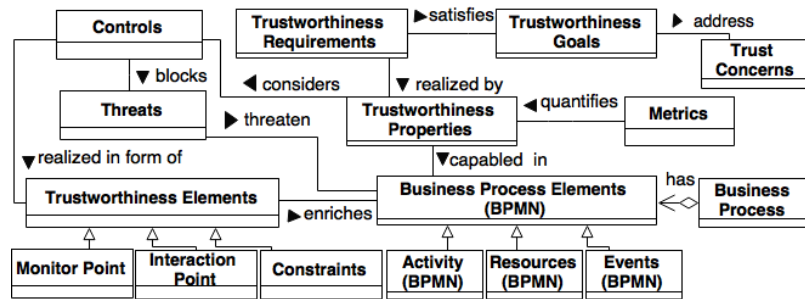 Controls
Trustworthiness
Requirements
satisfies
Trustworthiness
Goals
address
Trust
Concerns
blocks
considers
realized by
Threats
threaten
Trustworthiness
Properties
quantifies
Metrics
realized in form of
capabled in
Trustworthiness Elements
enriches
Business Process Elements
(BPMN)
has
Business
Process
Monitor Point
Interaction
Point
Constraints
Activity
(BPMN)
Resources
(BPMN)
Events
(BPMN)